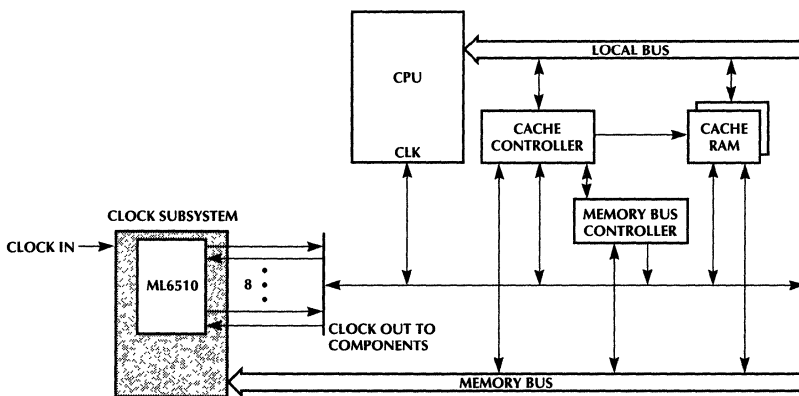 LOCAL BUS
CPU
CLK
CACHE
CONTROLLER
CACHE
RAM
MEMORY BUS
CONTROLLER
CLOCK SUBSYSTEM
CLOCK IN
ML6510
8
CLOCK OUT TO
COMPONENTS
MEMORY BUS